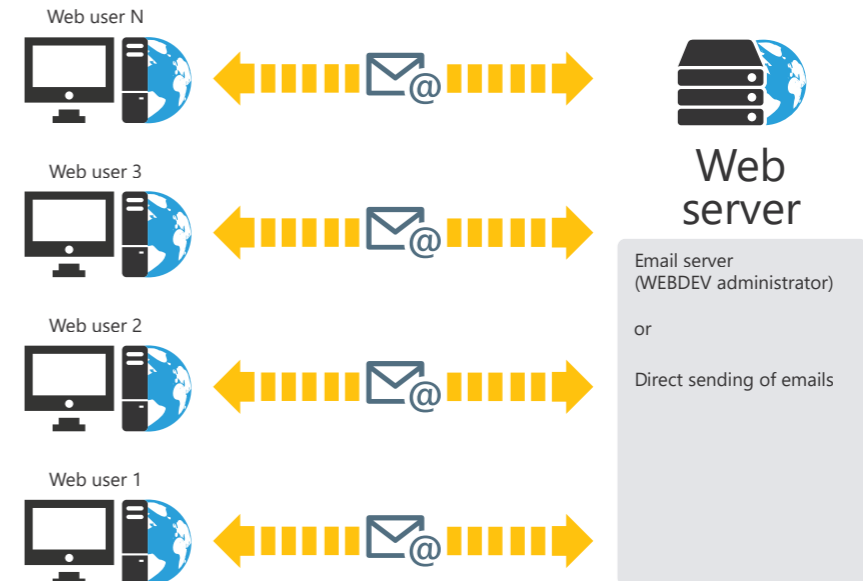 Web user N
Web user 3
Web user 2
Web user 1
@
@
@
@
Web
server
Email server
(WEBDEV administrator)
or
Direct sending of emails